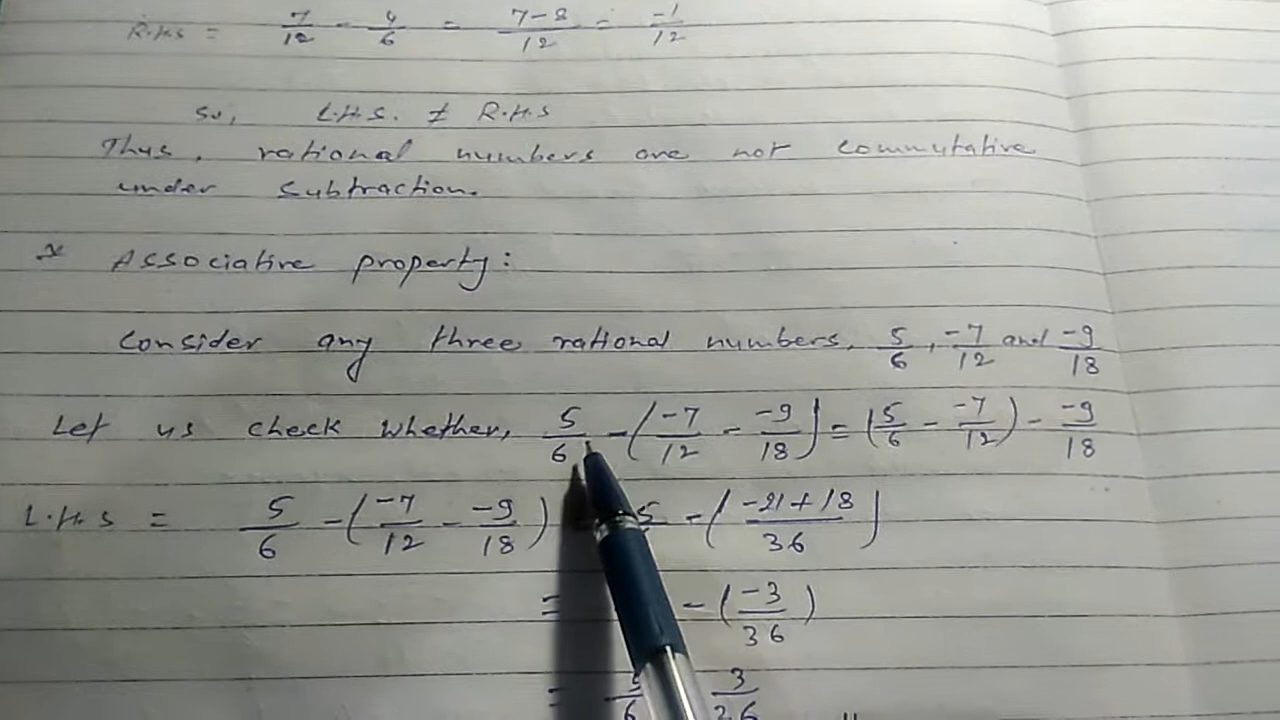 R.H.S = 7/12 - 4/6 = 7-8/12 = -1/12
So, L.H.S. ≠ R.H.S
Thus, rational numbers are not commutative
under subtraction.
* Associative property:
Consider any three rational numbers, 5/6, -7/12 and -9/18
Let us check whether, 5/6 - (-7/12 - -9/18) = (5/6 - -7/12) - -9/18
L.H.S = 5/6 - (-7/12 - -9/18) 5 - (-21+18/36)
= - (-3/36)
= 5/6 3/36